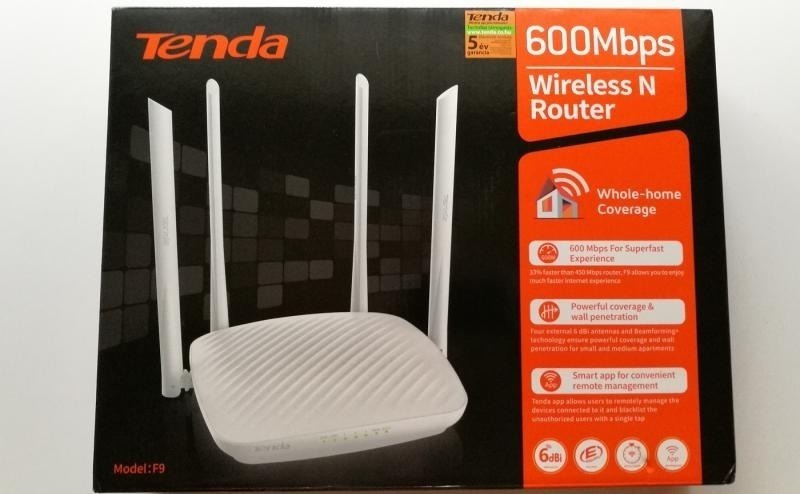 Tenda
Tenda
www.tenda.co.hu
5 év
garancia
600Mbps
Wireless N
Router
Whole-home
Coverage
600M
600 Mbps For Superfast
Experience
33% faster than 450 Mbps router, F9 allows you to enjoy
much faster internet experience
Powerful coverage &
wall penetration
Four external 6 dBi antennas and Beamforming+
technology ensure powerful coverage and wall
penetration for small and medium apartments
App
Smart app for convenient
remote management
Tenda app allows users to remotely manage the
devices connected to it and blacklist the
unauthorized users with a single tap
6dBi
App
Tenda
Model:F9